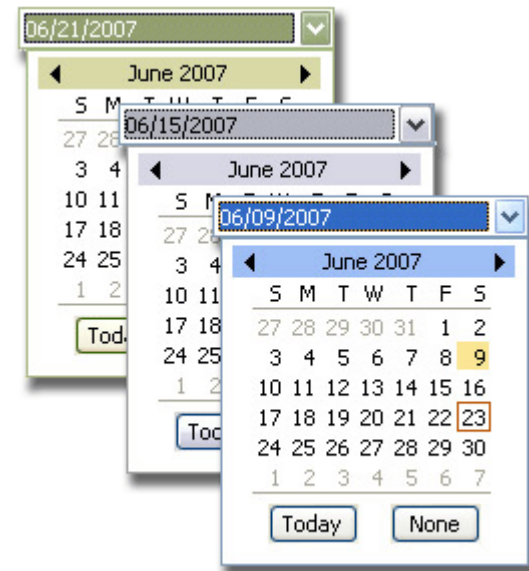 06/21/2007
June 2007
S M T W T F S
27 28
3 4
10 11
17 18
24 25
1 2
06/15/2007
June 2007
S
27 28
3 4
10 11
17 18
24 25
1 2
06/09/2007
June 2007
S M T W T F S
27 28 29 30 31 1 2
3 4 5 6 7 8 9
10 11 12 13 14 15 16
17 18 19 20 21 22 23
24 25 26 27 28 29 30
1 2 3 4 5 6 7
Today None